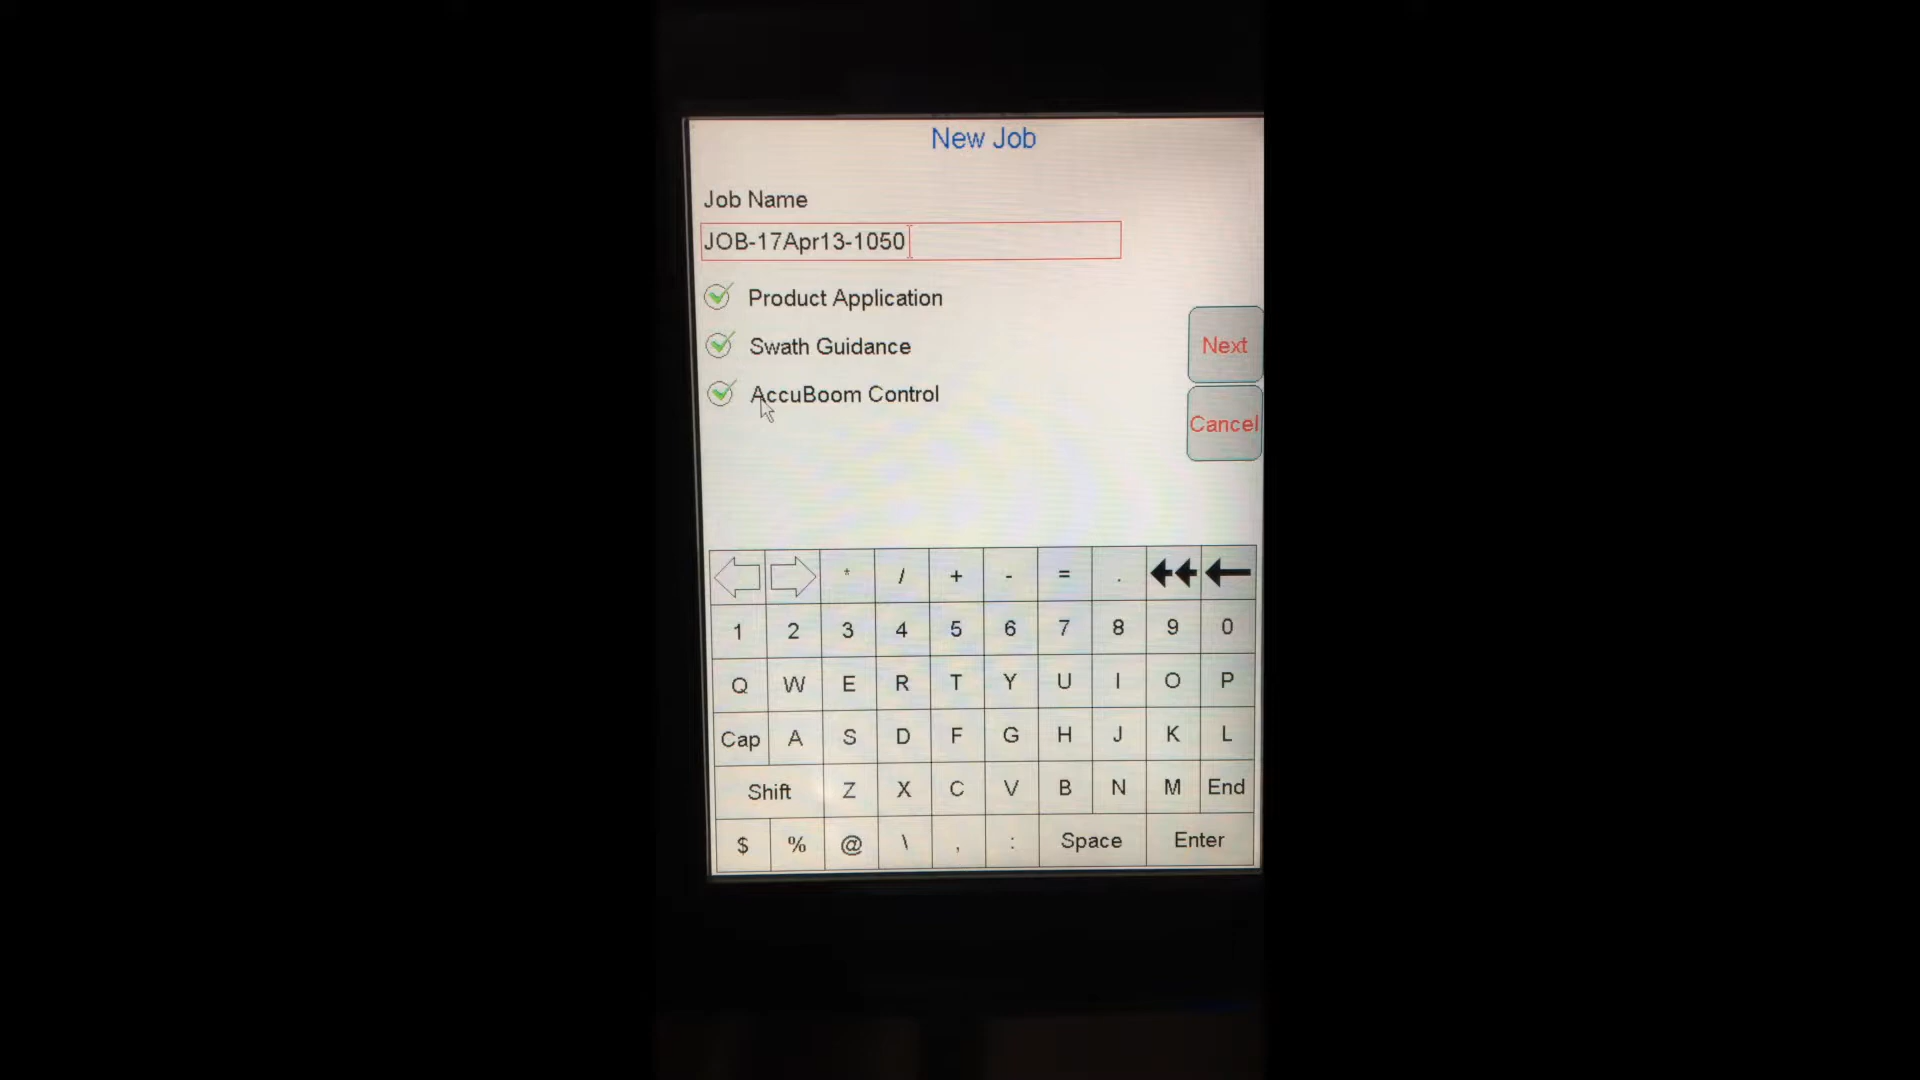 New Job
Job Name
JOB-17Apr13-1050
Product Application
Swath Guidance
AccuBoom Control
Next
Cancel
* / + - = .
1 2 3 4 5 6 7 8 9 0
Q W E R T Y U I O P
Cap A S D F G H J K L
Shift Z X C V B N M End
$ % @ \ , : Space Enter